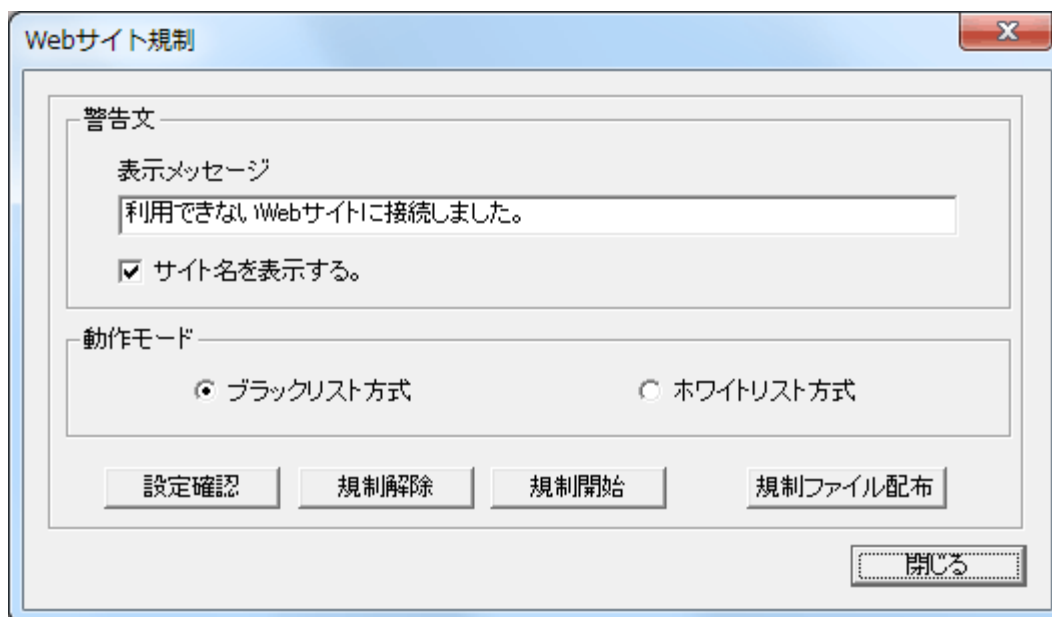 Webサイト規制
警告文
表示メッセージ
利用できないWebサイトに接続しました。
サイト名を表示する。
動作モード
ブラックリスト方式 ホワイトリスト方式
設定確認 規制解除 規制開始 規制ファイル配布
閉じる